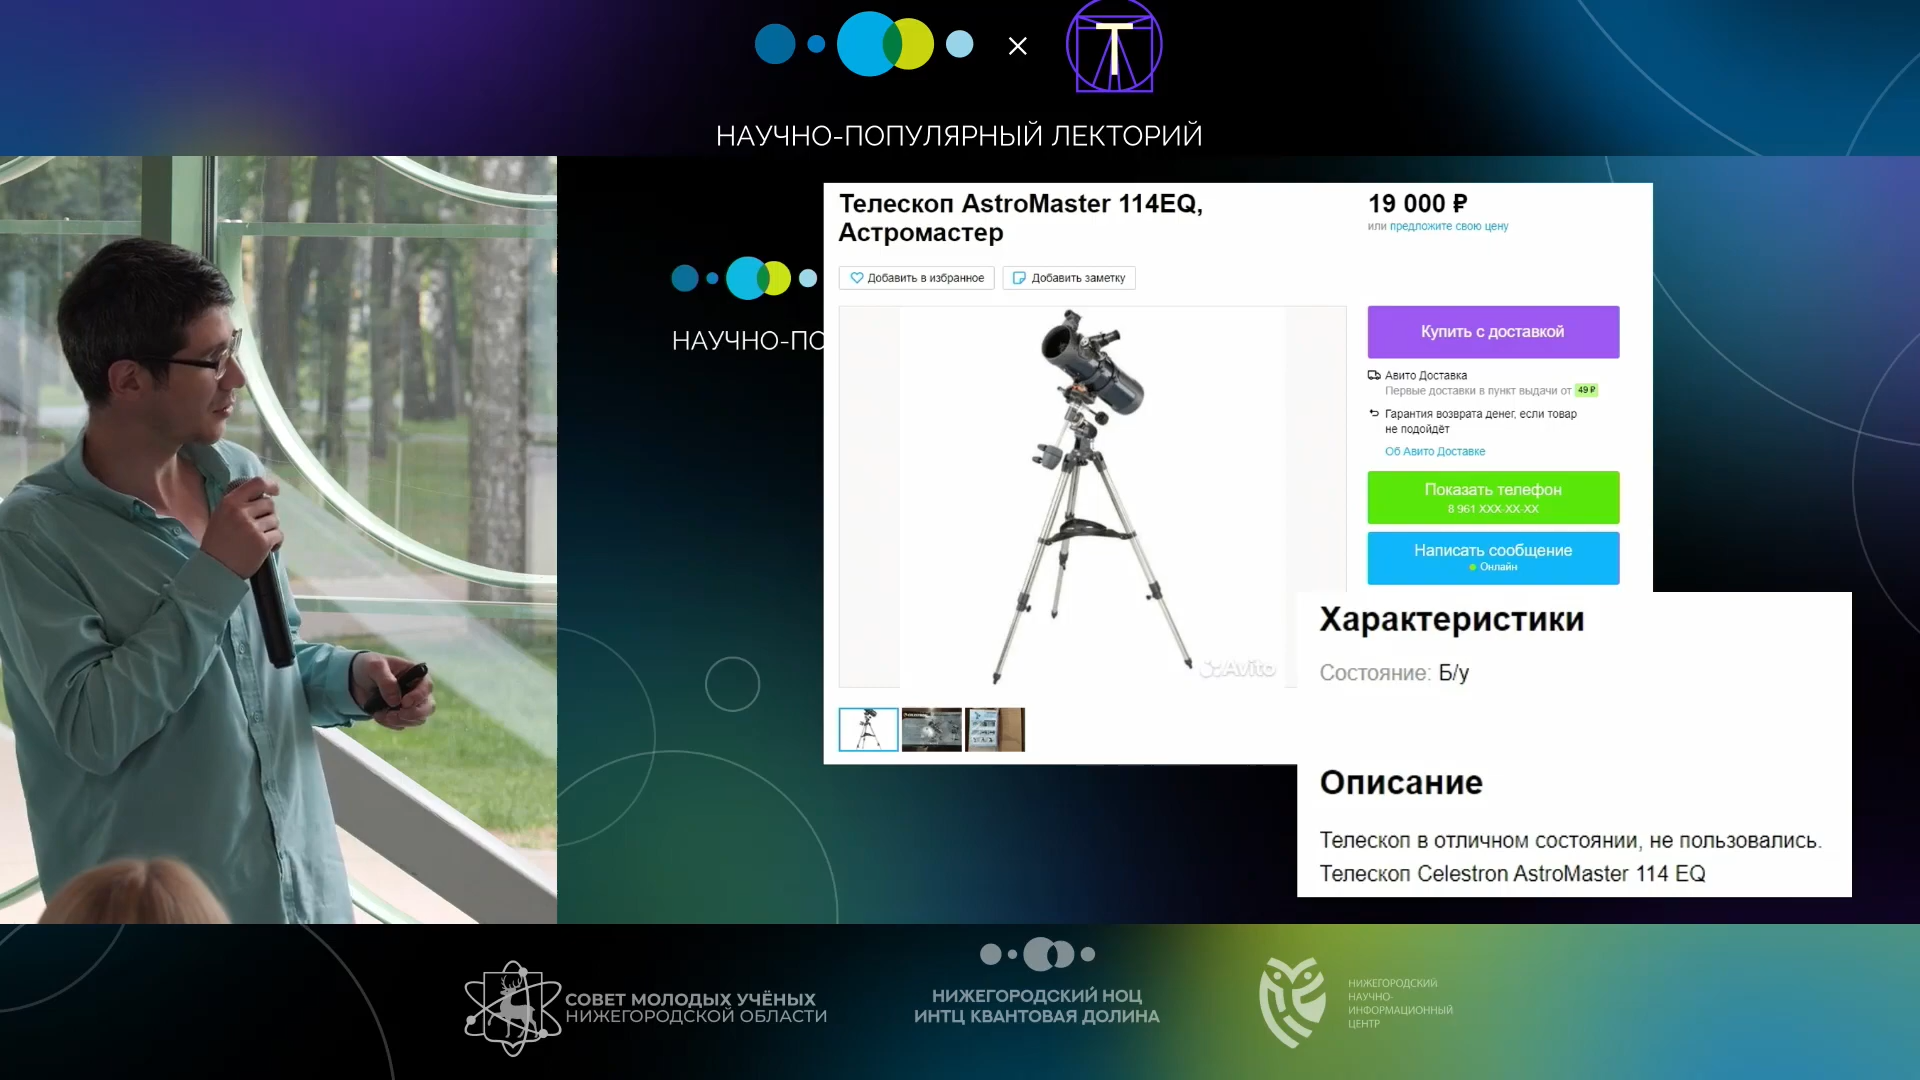 НАУЧНО-ПОПУЛЯРНЫЙ ЛЕКТОРИЙ
НАУЧНО-ПО
Телескоп AstroMaster 114EQ,
Астромастер
19 000 ₽
или предложите свою цену
Добавить в избранное
Добавить заметку
Купить с доставкой
Авито Доставка
Первые доставки в пункт выдачи от 49 ₽
Гарантия возврата денег, если товар
не подойдёт
Об Авито Доставке
Показать телефон
8 961 XXX-XX-XX
Написать сообщение
Онлайн
Avito
Характеристики
Состояние: Б/у
Описание
Телескоп в отличном состоянии, не пользовались.
Телескоп Celestron AstroMaster 114 EQ
СОВЕТ МОЛОДЫХ УЧЁНЫХ
НИЖЕГОРОДСКОЙ ОБЛАСТИ
НИЖЕГОРОДСКИЙ НОЦ
ИНТЦ КВАНТОВАЯ ДОЛИНА
НИЖЕГОРОДСКИЙ
НАУЧНО-
ИНФОРМАЦИОННЫЙ
ЦЕНТР